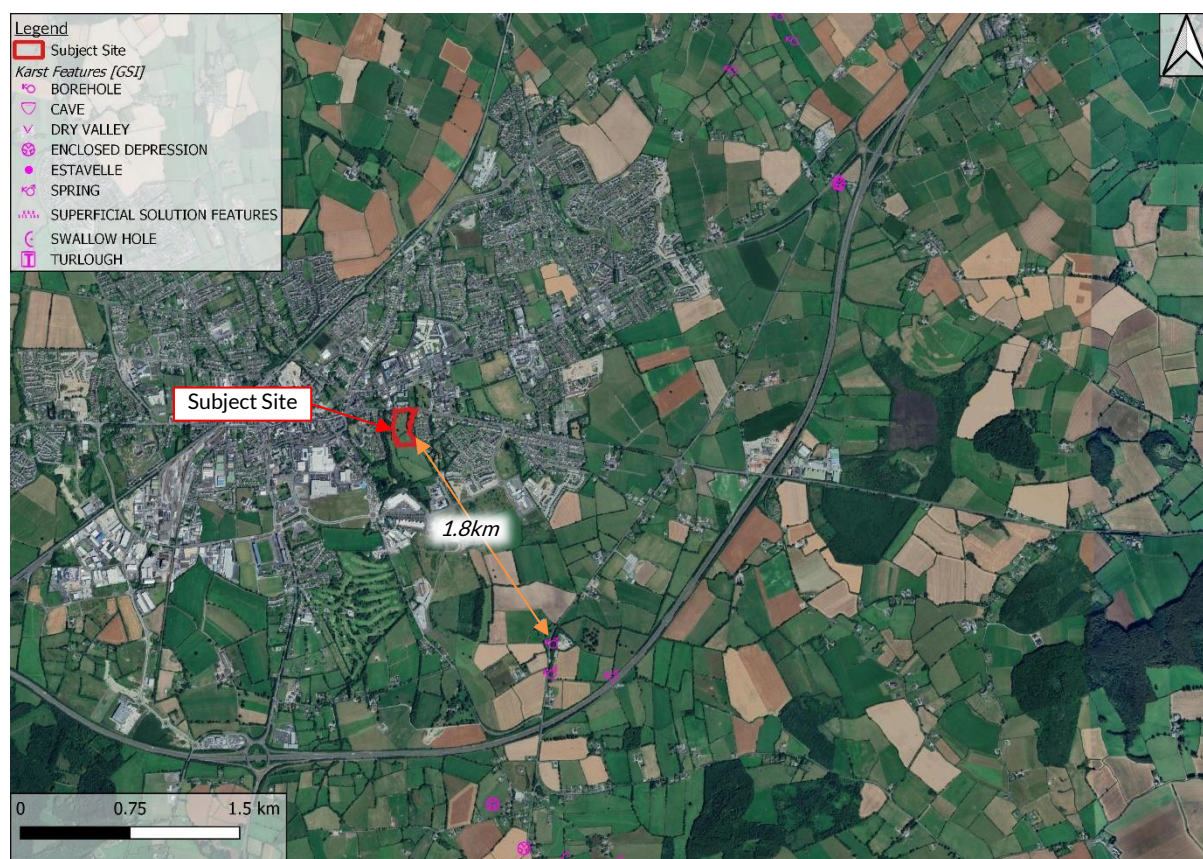 Legend
Subject Site
Karst Features [GSI]
BOREHOLE
CAVE
DRY VALLEY
ENCLOSED DEPRESSION
ESTAVELLE
SPRING
SUPERFICIAL SOLUTION FEATURES
SWALLOW HOLE
TURLOUGH
Subject Site
1.8km
0 0.75 1.5 km